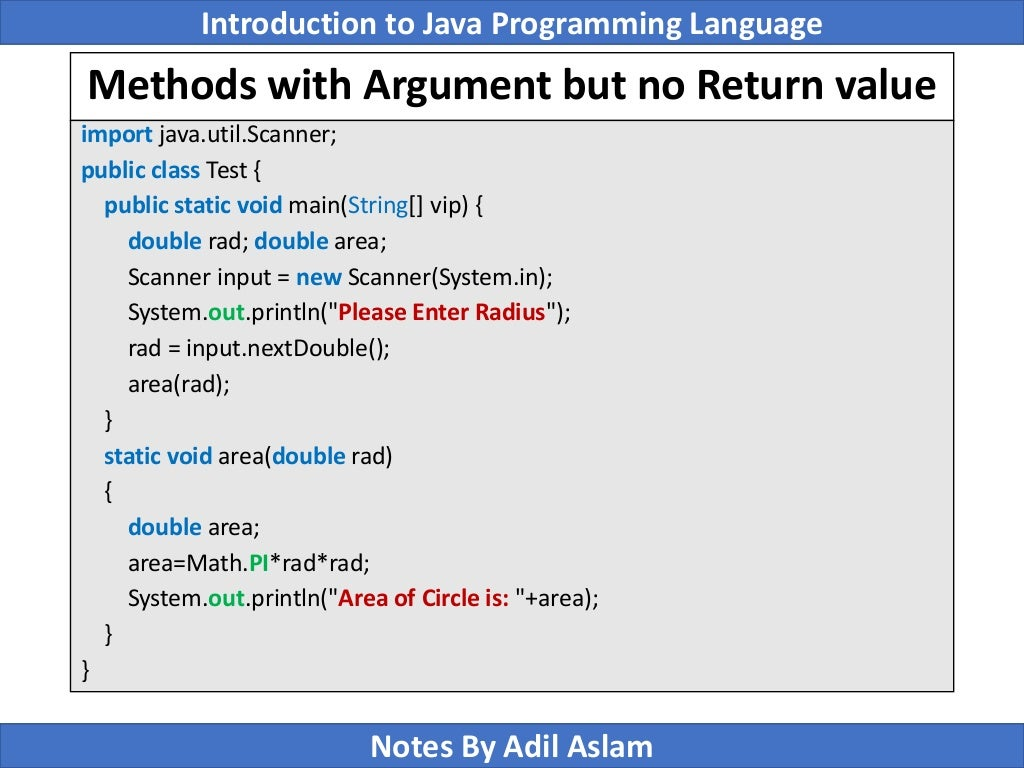 Introduction to Java Programming Language
Methods with Argument but no Return value
import java.util.Scanner;
public class Test {
public static void main(String[] vip) {
double rad; double area;
Scanner input = new Scanner(System.in);
System.out.println("Please Enter Radius");
rad = input.nextDouble();
area(rad);
}
static void area(double rad)
{
double area;
area=Math.PI*rad*rad;
System.out.println("Area of Circle is: "+area);
}
}
Notes By Adil Aslam